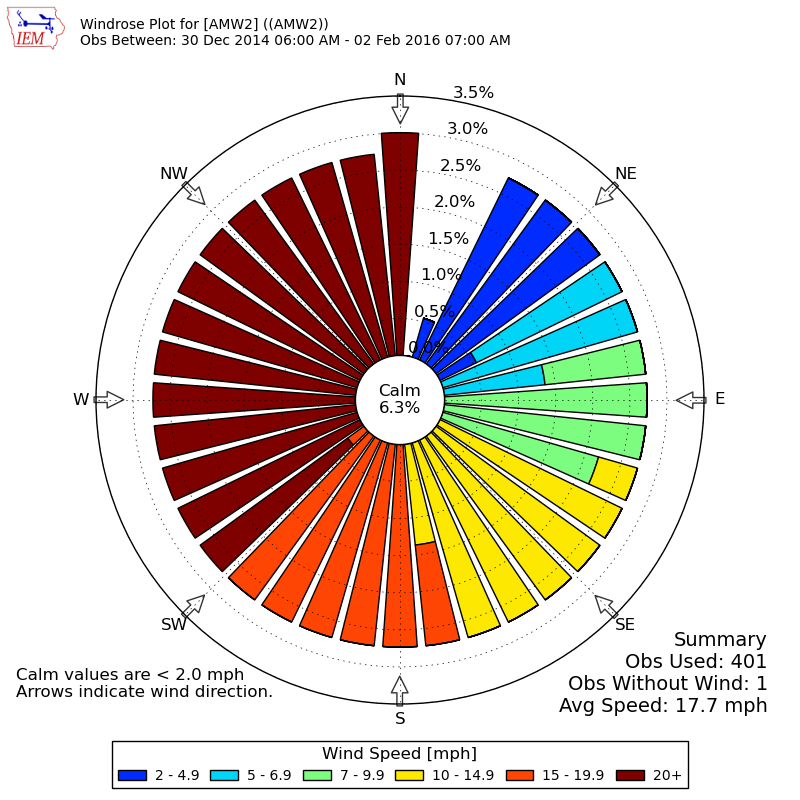 IEM
Windrose Plot for [AMW2] ((AMW2))
Obs Between: 30 Dec 2014 06:00 AM - 02 Feb 2016 07:00 AM
N
3.5%
3.0%
2.5%
2.0%
1.5%
1.0%
0.5%
0.0%
NW
NE
W
E
Calm
6.3%
SW
SE
S
Calm values are < 2.0 mph
Arrows indicate wind direction.
Summary
Obs Used: 401
Obs Without Wind: 1
Avg Speed: 17.7 mph
Wind Speed [mph]
2 - 4.9 5 - 6.9 7 - 9.9 10 - 14.9 15 - 19.9 20+